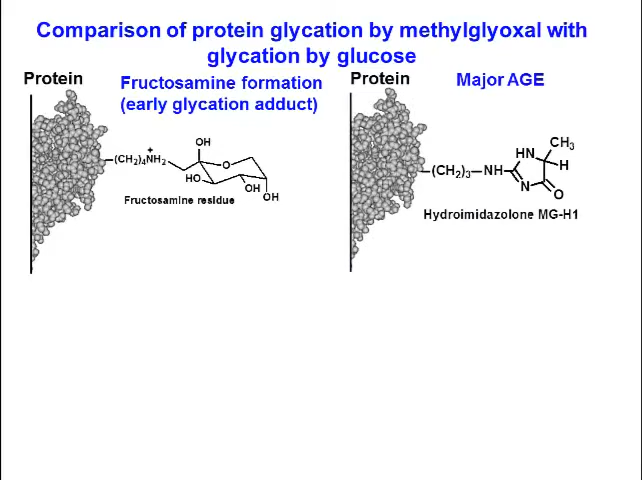 Comparison of protein glycation by methylglyoxal with
glycation by glucose
Protein
Fructosamine formation
(early glycation adduct)
+
(CH2)4NH2
OH
O
HO
HO
OH
OH
Fructosamine residue
Protein
Major AGE
(CH2)3
NH
HN
N
CH3
H
O
Hydroimidazolone MG-H1